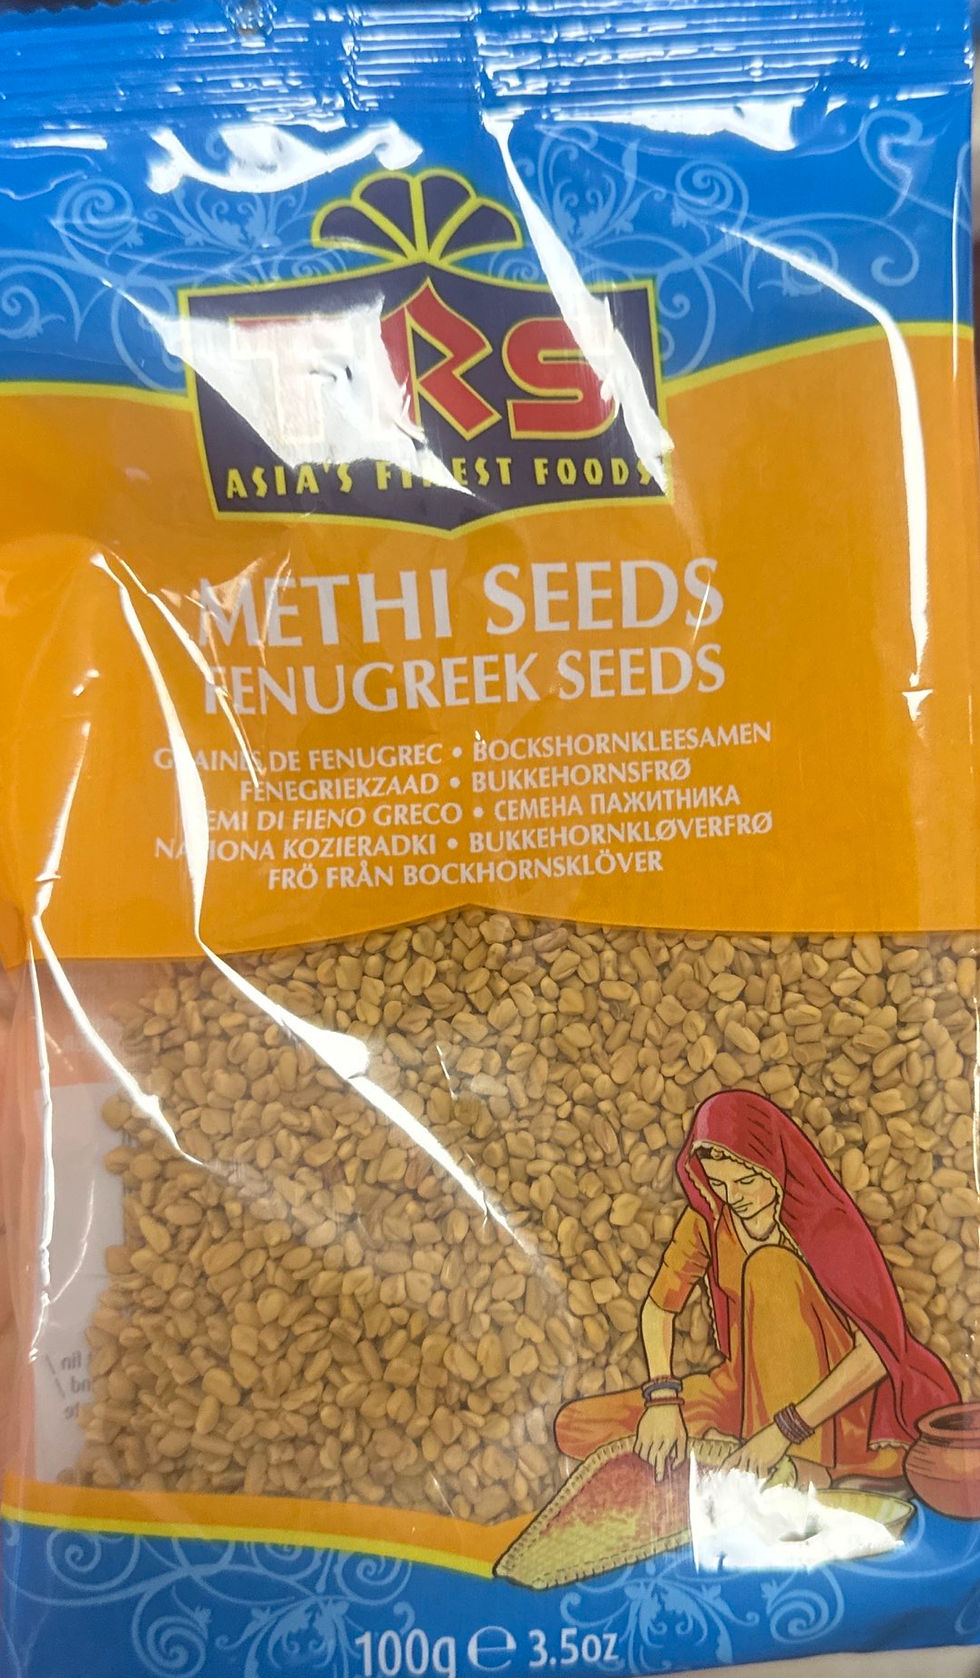 TRS
ASIA'S FINEST FOODS
METHI SEEDS
FENUGREEK SEEDS
GRAINES DE FENUGREC • BOCKSHORNKLEESAMEN
FENEGRIEKZAAD • BUKKEHORNSFRØ
SEMI DI FIENO GRECO • СЕМЕНА ПАЖИТНИКА
NASIONA KOZIERADKI • BUKKEHORNKLØVERFRØ
FRÖ FRÅN BOCKHORNSKLÖVER
100g ℮ 3.5oz